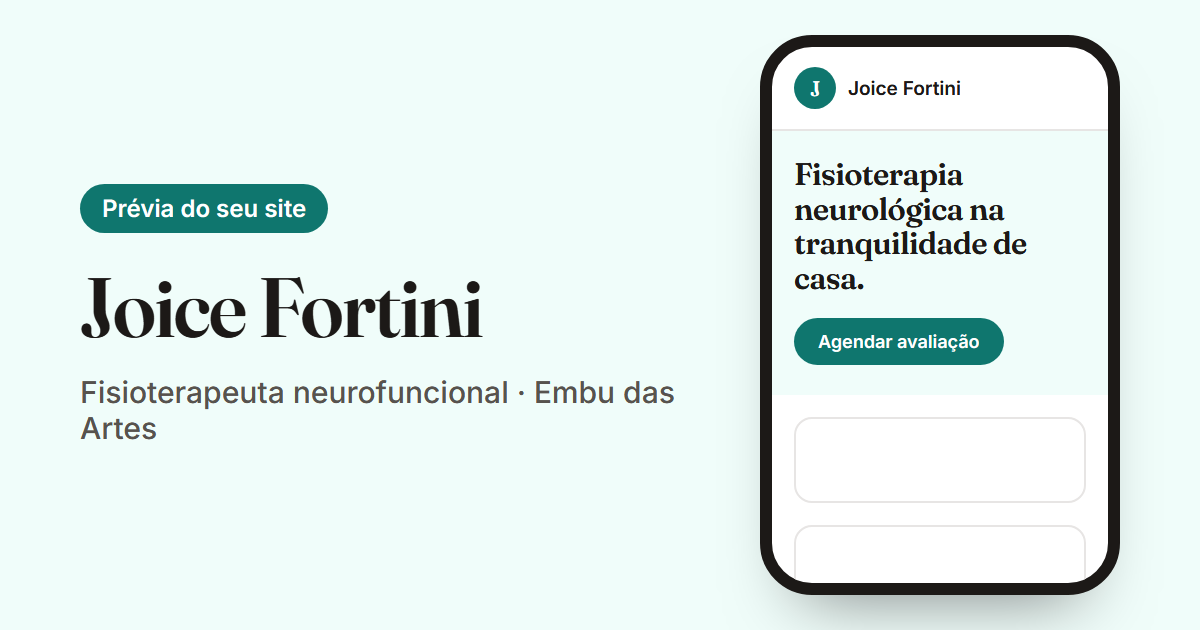 Prévia do seu site
Joice Fortini
Fisioterapeuta neurofuncional · Embu das
Artes
J
Joice Fortini
Fisioterapia
neurológica na
tranquilidade de
casa.
Agendar avaliação